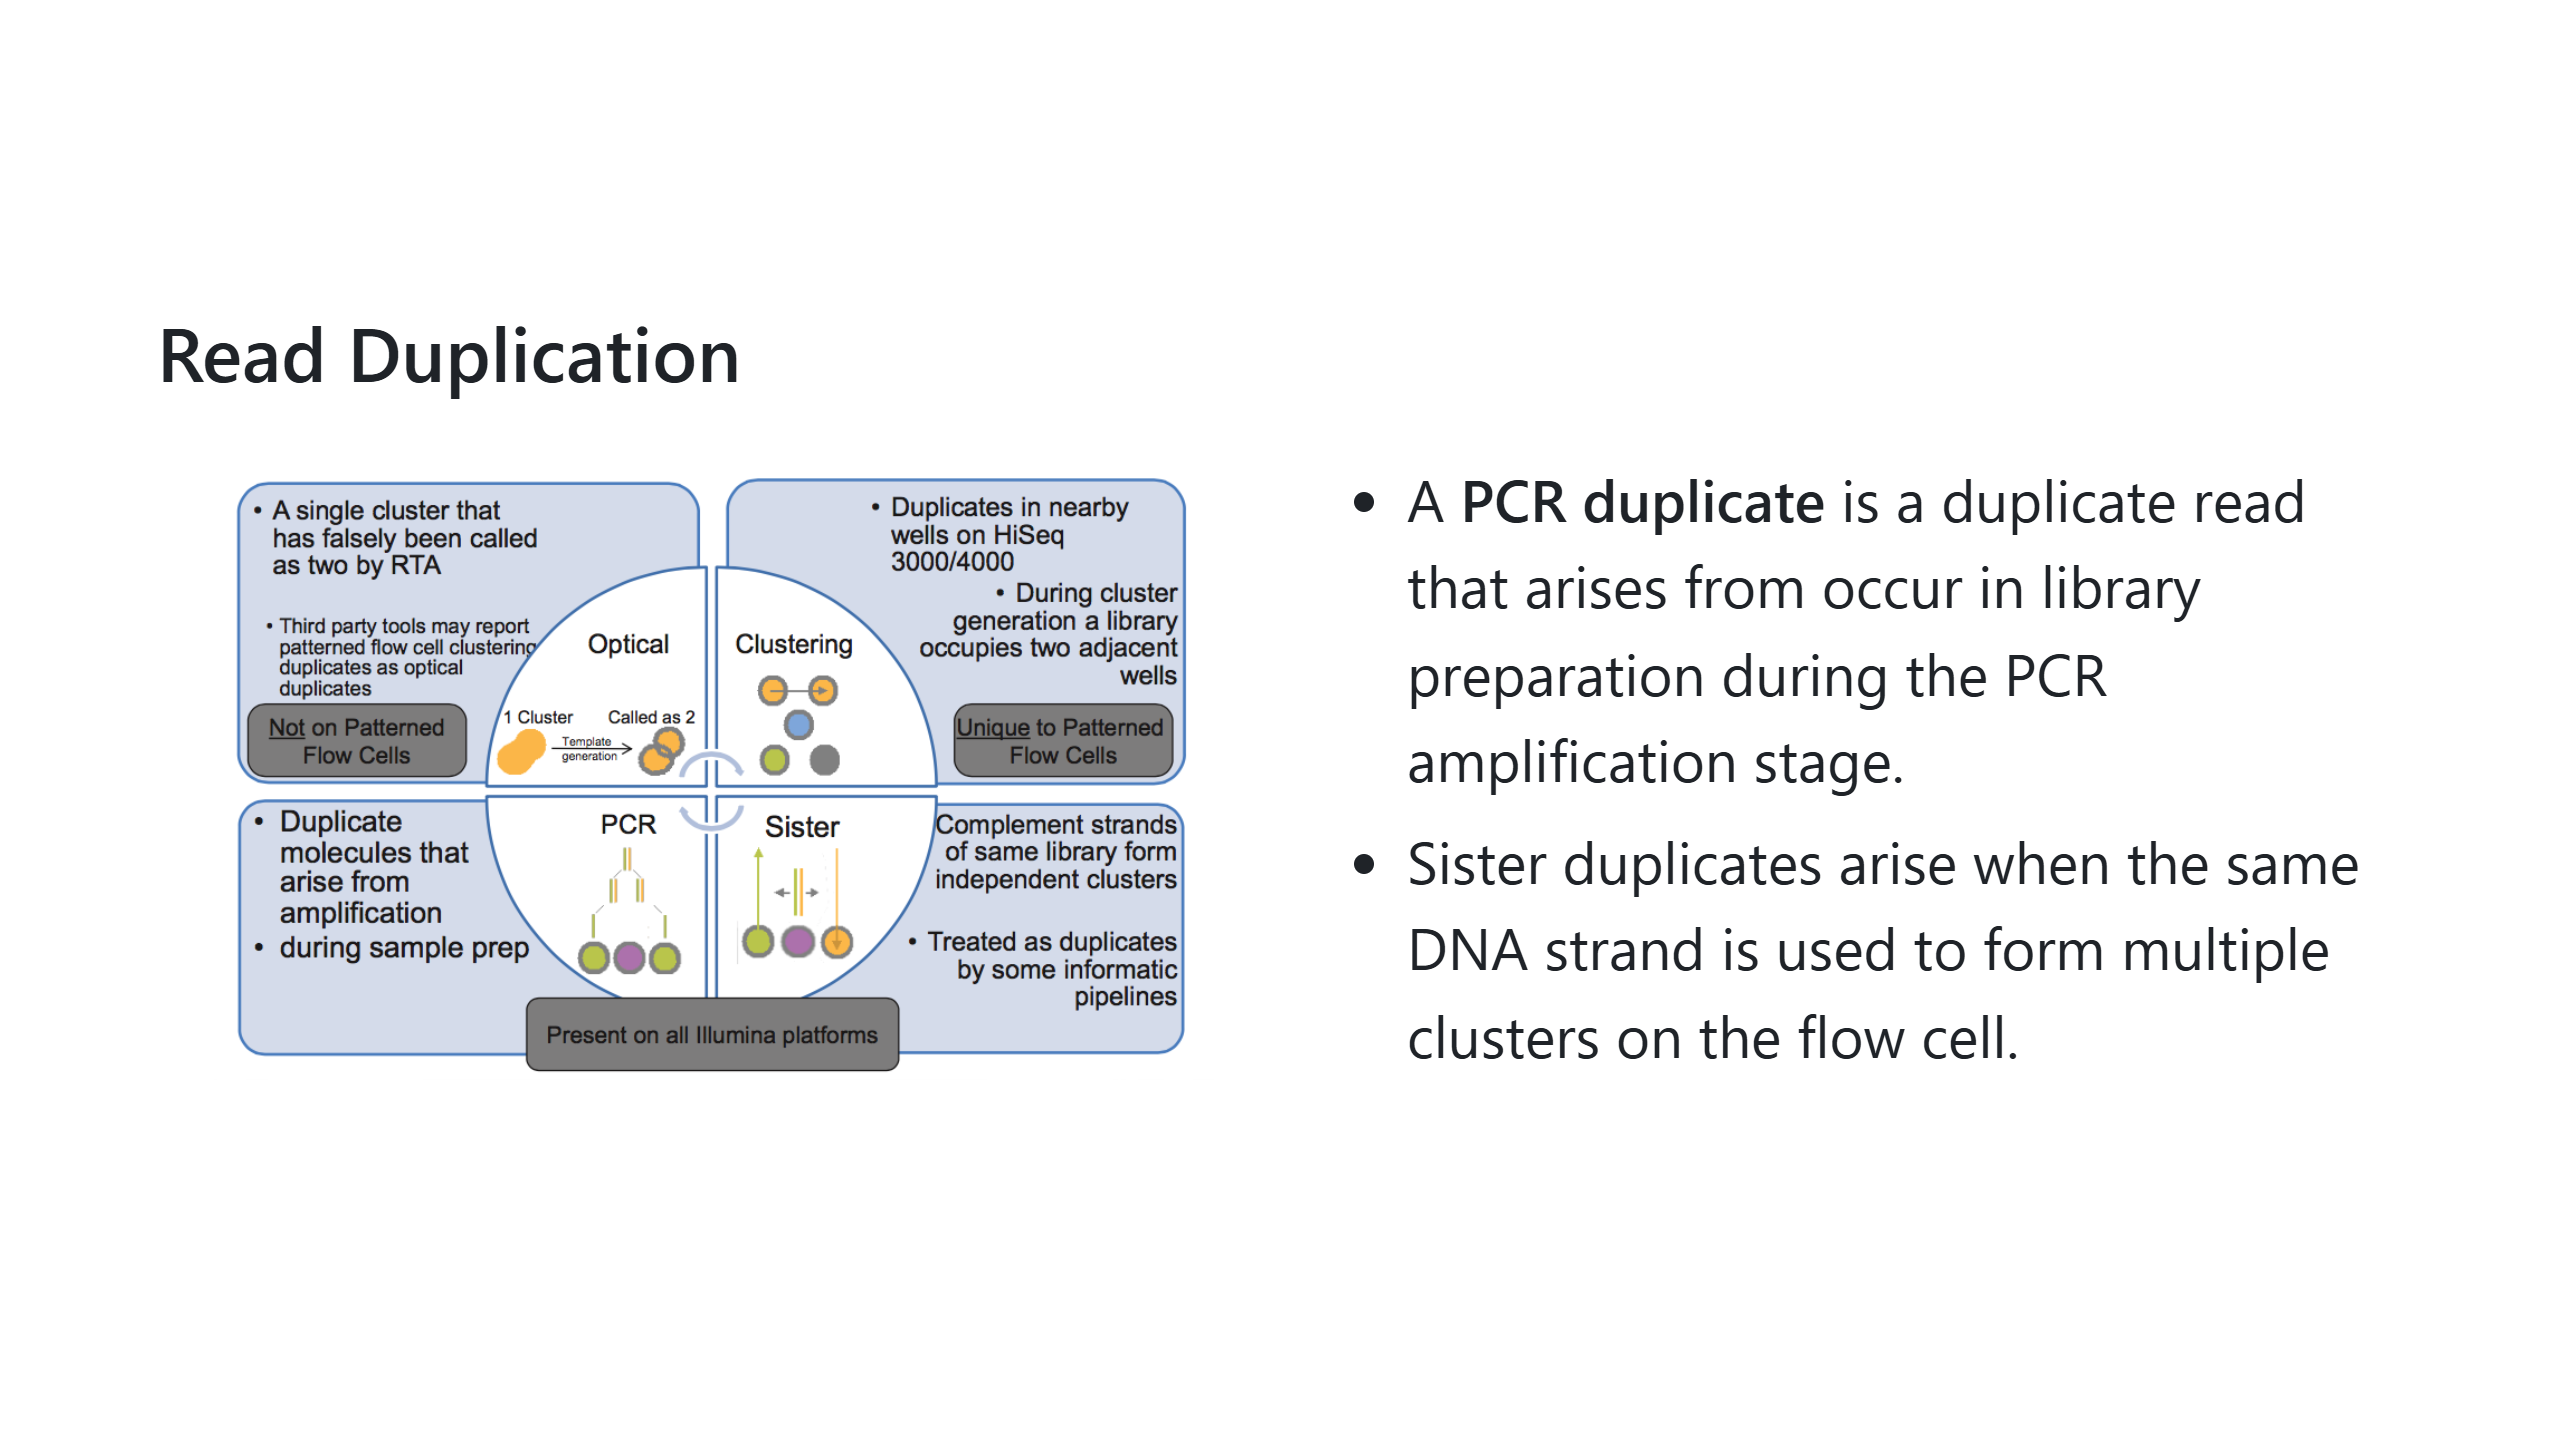 Read Duplication
• A single cluster that
has falsely been called
as two by RTA
• Third party tools may report
patterned flow cell clustering
duplicates as optical
duplicates
Not on Patterned
Flow Cells
Optical
1 Cluster
Template
generation
Called as 2
Clustering
• Duplicates in nearby
wells on HiSeq
3000/4000
• During cluster
generation a library
occupies two adjacent
wells
Unique to Patterned
Flow Cells
• Duplicate
molecules that
arise from
amplification
• during sample prep
PCR
Sister
Complement strands
of same library form
independent clusters
• Treated as duplicates
by some informatic
pipelines
Present on all Illumina platforms
• A PCR duplicate is a duplicate read
that arises from occur in library
preparation during the PCR
amplification stage.
• Sister duplicates arise when the same
DNA strand is used to form multiple
clusters on the flow cell.